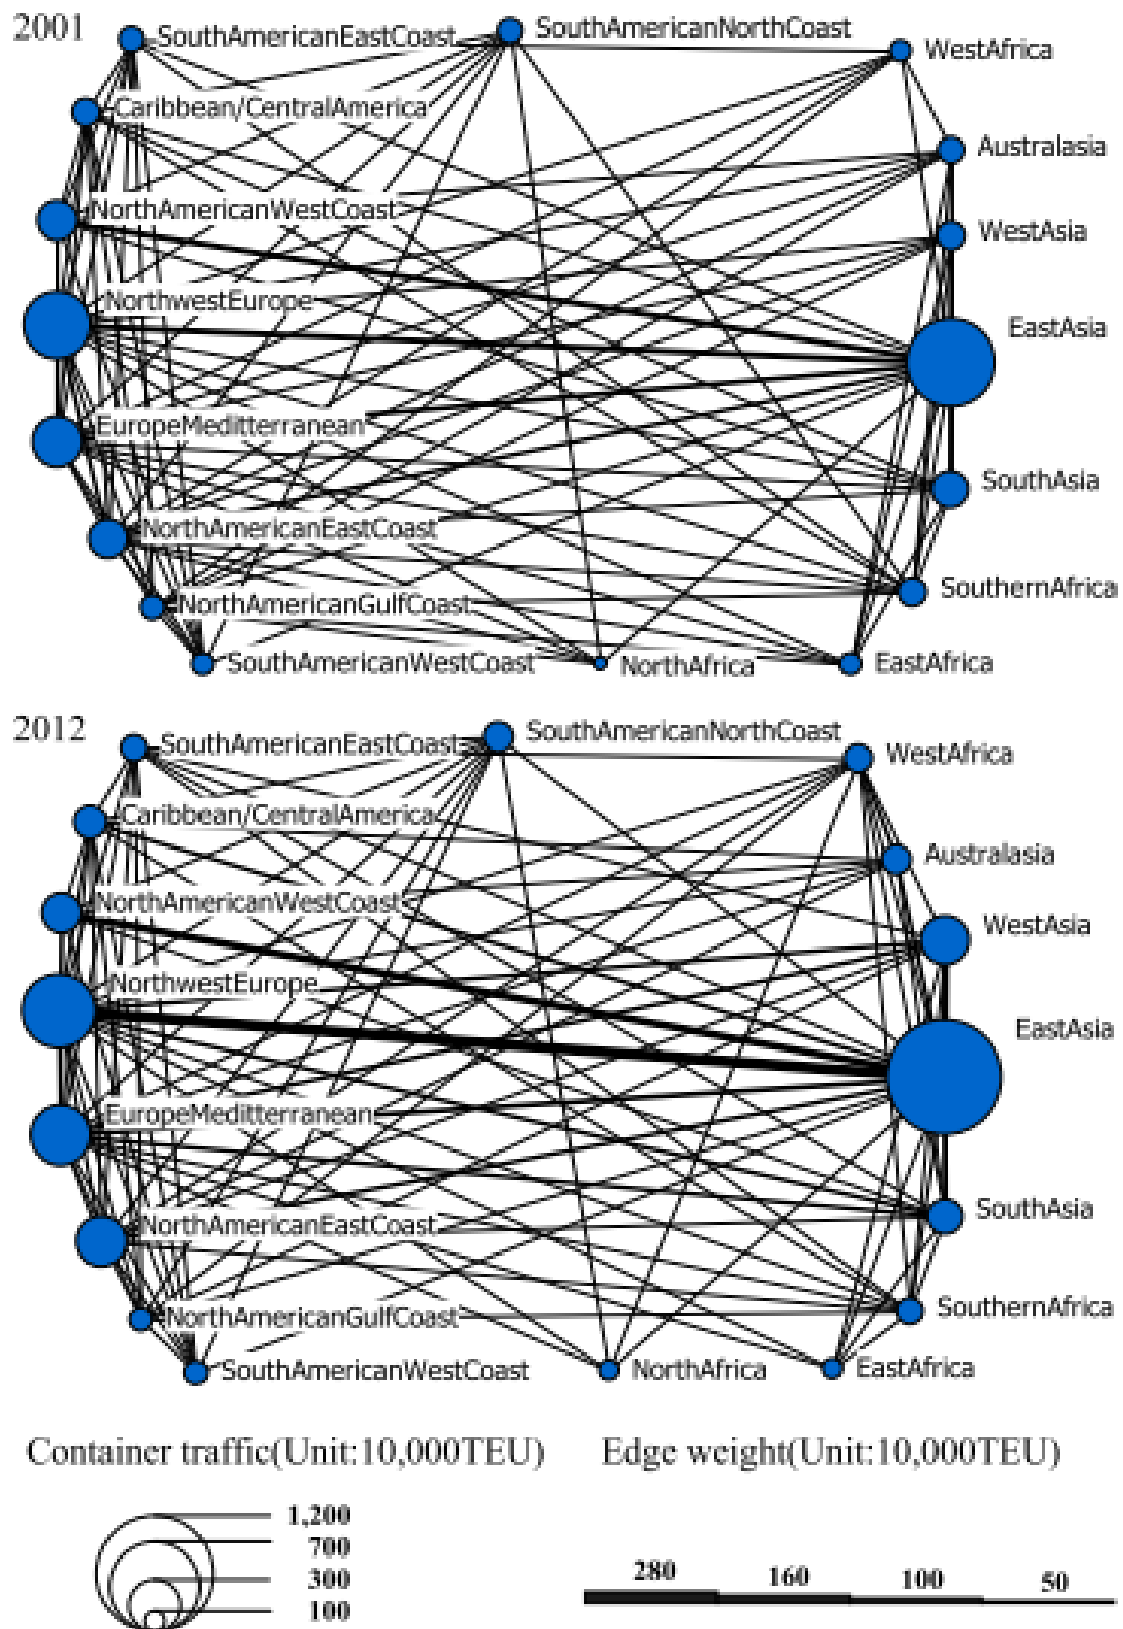 2001
SouthAmericanEastCoast
SouthAmericanNorthCoast
WestAfrica
Caribbean/CentralAmerica
Australasia
NorthAmericanWestCoast
WestAsia
NorthwestEurope
EastAsia
EuropeMeditterranean
SouthAsia
NorthAmericanEastCoast
SouthernAfrica
NorthAmericanGulfCoast
SouthAmericanWestCoast
NorthAfrica
EastAfrica
2012
SouthAmericanEastCoast
SouthAmericanNorthCoast
WestAfrica
Caribbean/CentralAmerica
Australasia
NorthAmericanWestCoast
WestAsia
NorthwestEurope
EastAsia
EuropeMeditterranean
SouthAsia
NorthAmericanEastCoast
SouthernAfrica
NorthAmericanGulfCoast
SouthAmericanWestCoast
NorthAfrica
EastAfrica
Container traffic(Unit:10,000TEU)
Edge weight(Unit:10,000TEU)
1,200
700
300
100
280 160 100 50